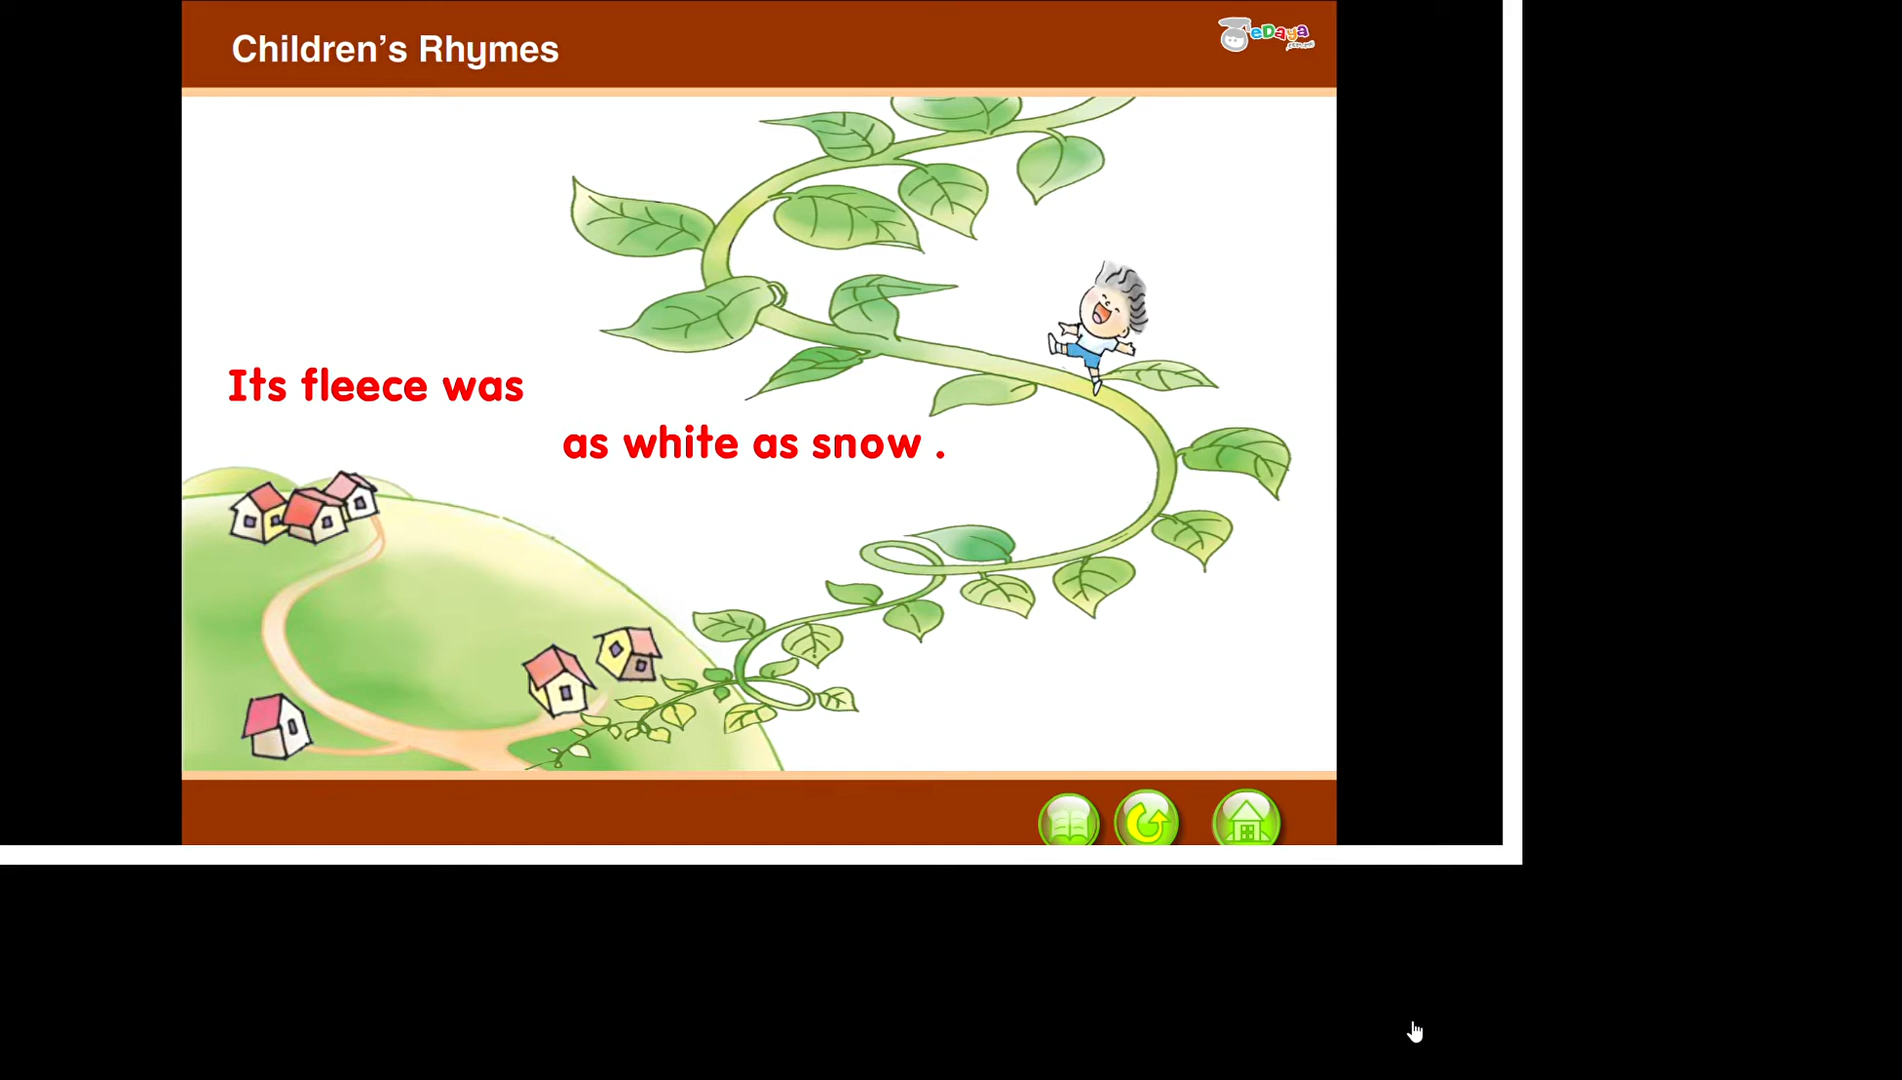 Children's Rhymes
eDaya
Its fleece was
as white as snow .